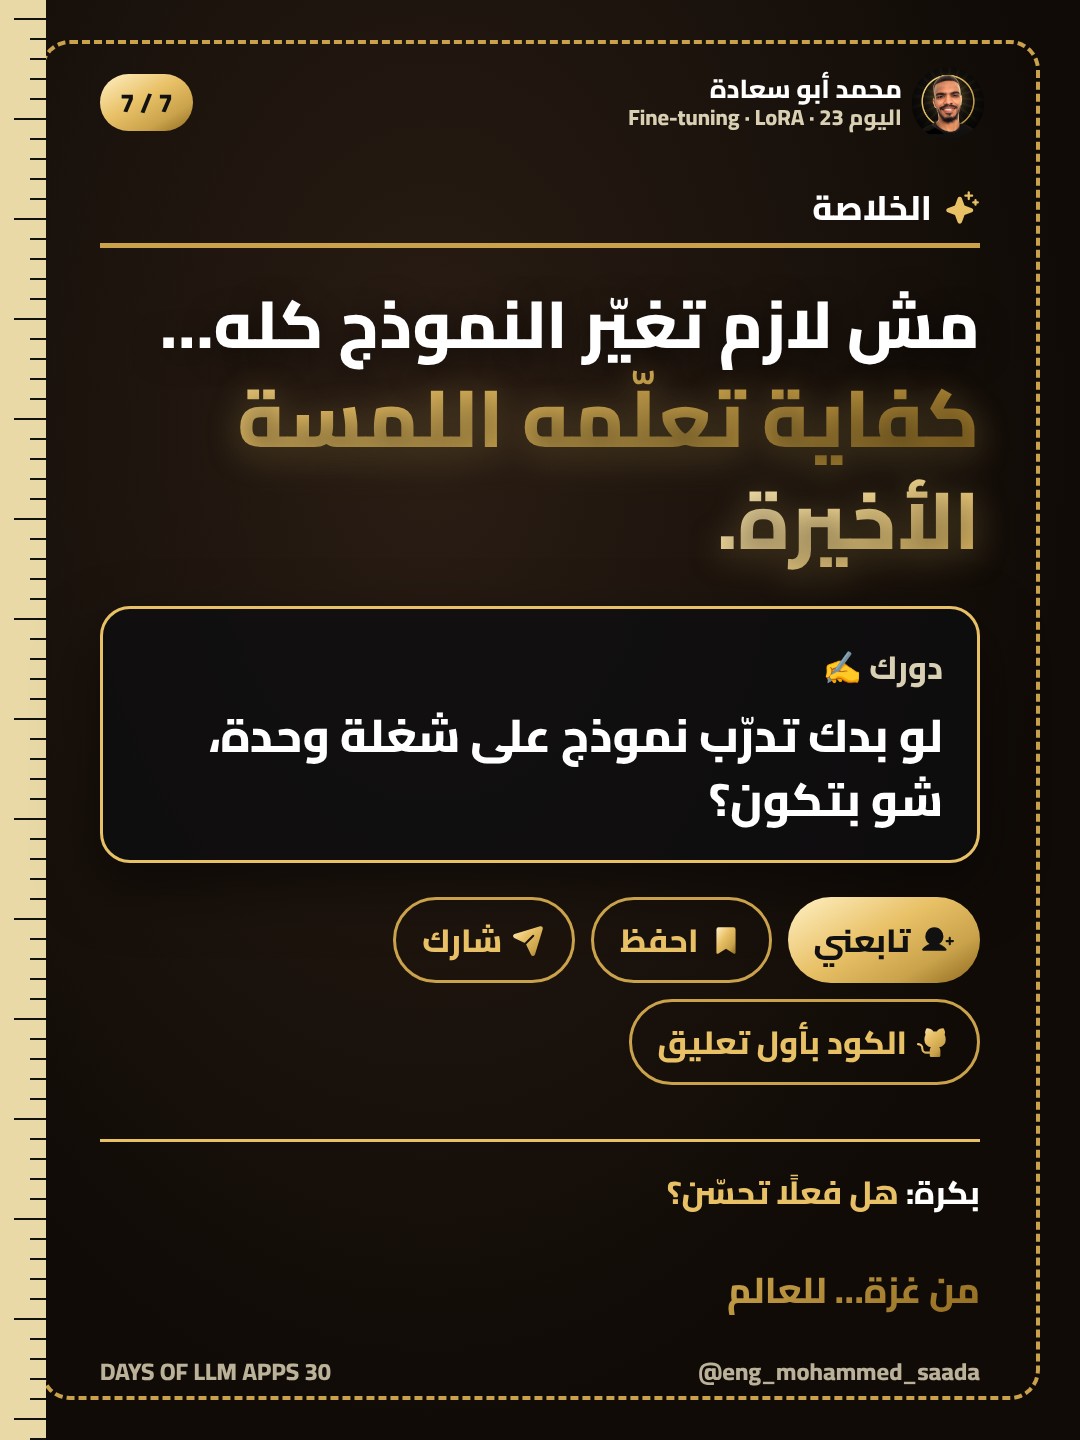 محمد أبو سعادة
اليوم 23 · Fine-tuning · LoRA
7 / 7
الخلاصة
مش لازم تغيّر النموذج كله...
كفاية تعلّمه اللمسة
الأخيرة.
دورك ✍️
لو بدك تدرّب نموذج على شغلة وحدة،
شو بتكون؟
تابعني
احفظ
شارك
الكود بأول تعليق
بكرة: هل فعلًا تحسّن؟
من غزة... للعالم
@eng_mohammed_saada
DAYS OF LLM APPS 30